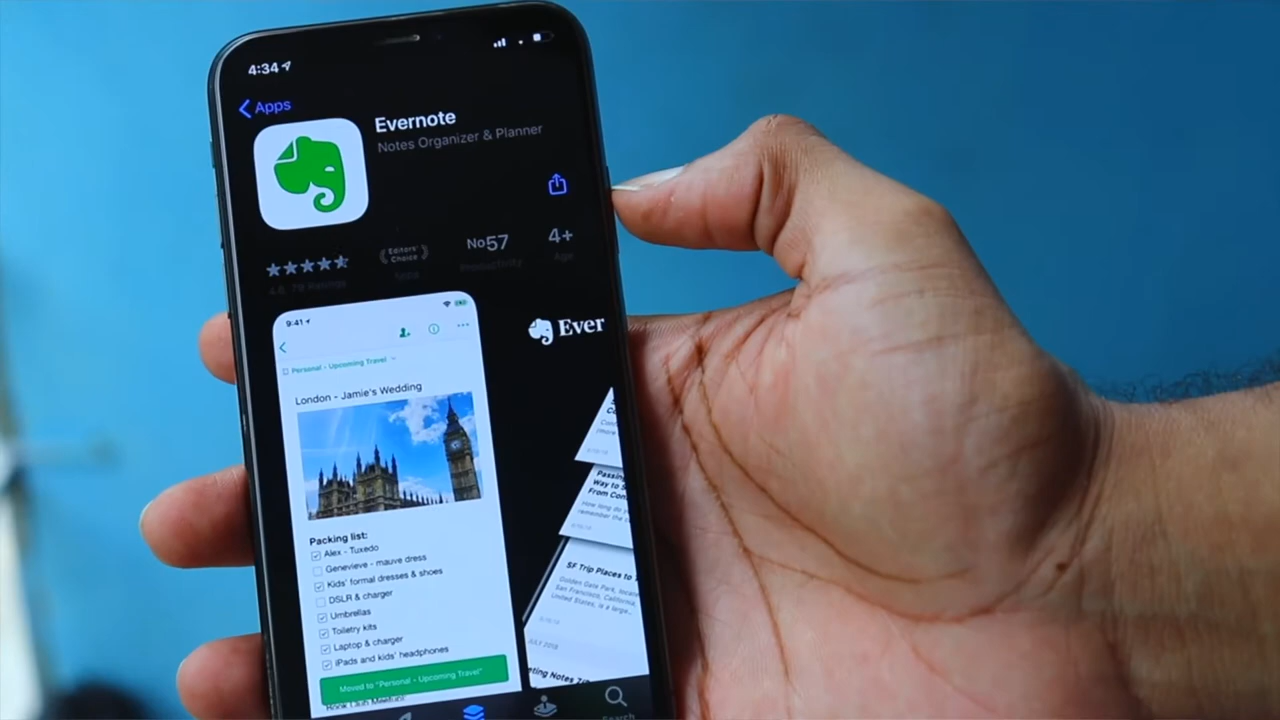 4:34
Apps
Evernote
Notes Organizer & Planner
Editors'
Choice
No57
4+
Productivity
Age
9:41
Personal - Upcoming Travel
London - Jamie's Wedding
Packing list:
Alex - Tuxedo
Genevieve - mauve dress
Kids' formal dresses & shoes
DSLR & charger
Umbrellas
Toiletry kits
Laptop & charger
iPads and kids' headphones
Moved to "Personal - Upcoming Travel"
Ever
Passing
Way to
From Con
How long do
remember the
SF Trip Places to
Golden Gate Park, locate
San Francisco, California,
United States, is a large
JULY 2018
eting Notes
Search